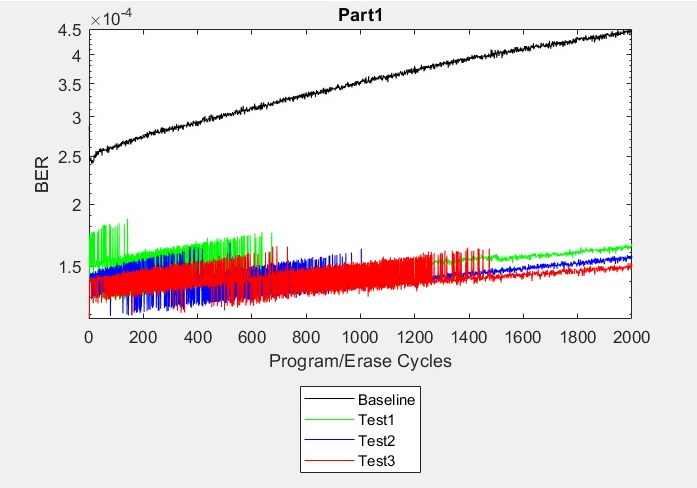 Part1
×10⁻⁴
4.5
4
3.5
3
2.5
2
1.5
BER
0 200 400 600 800 1000 1200 1400 1600 1800 2000
Program/Erase Cycles
Baseline
Test1
Test2
Test3